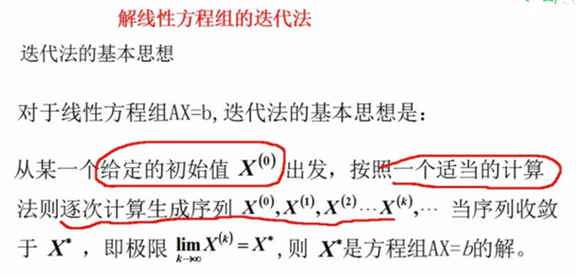 解线性方程组的迭代法
迭代法的基本思想
对于线性方程组AX=b,迭代法的基本思想是：
从某一个给定的初始值 X^(0) 出发，按照一个适当的计算
法则逐次计算生成序列 X^(0),X^(1),X^(2)…X^(k),… 当序列收敛
于 X* ，即极限 lim_{k→∞} X^(k) = X*, 则 X*是方程组AX=b的解。